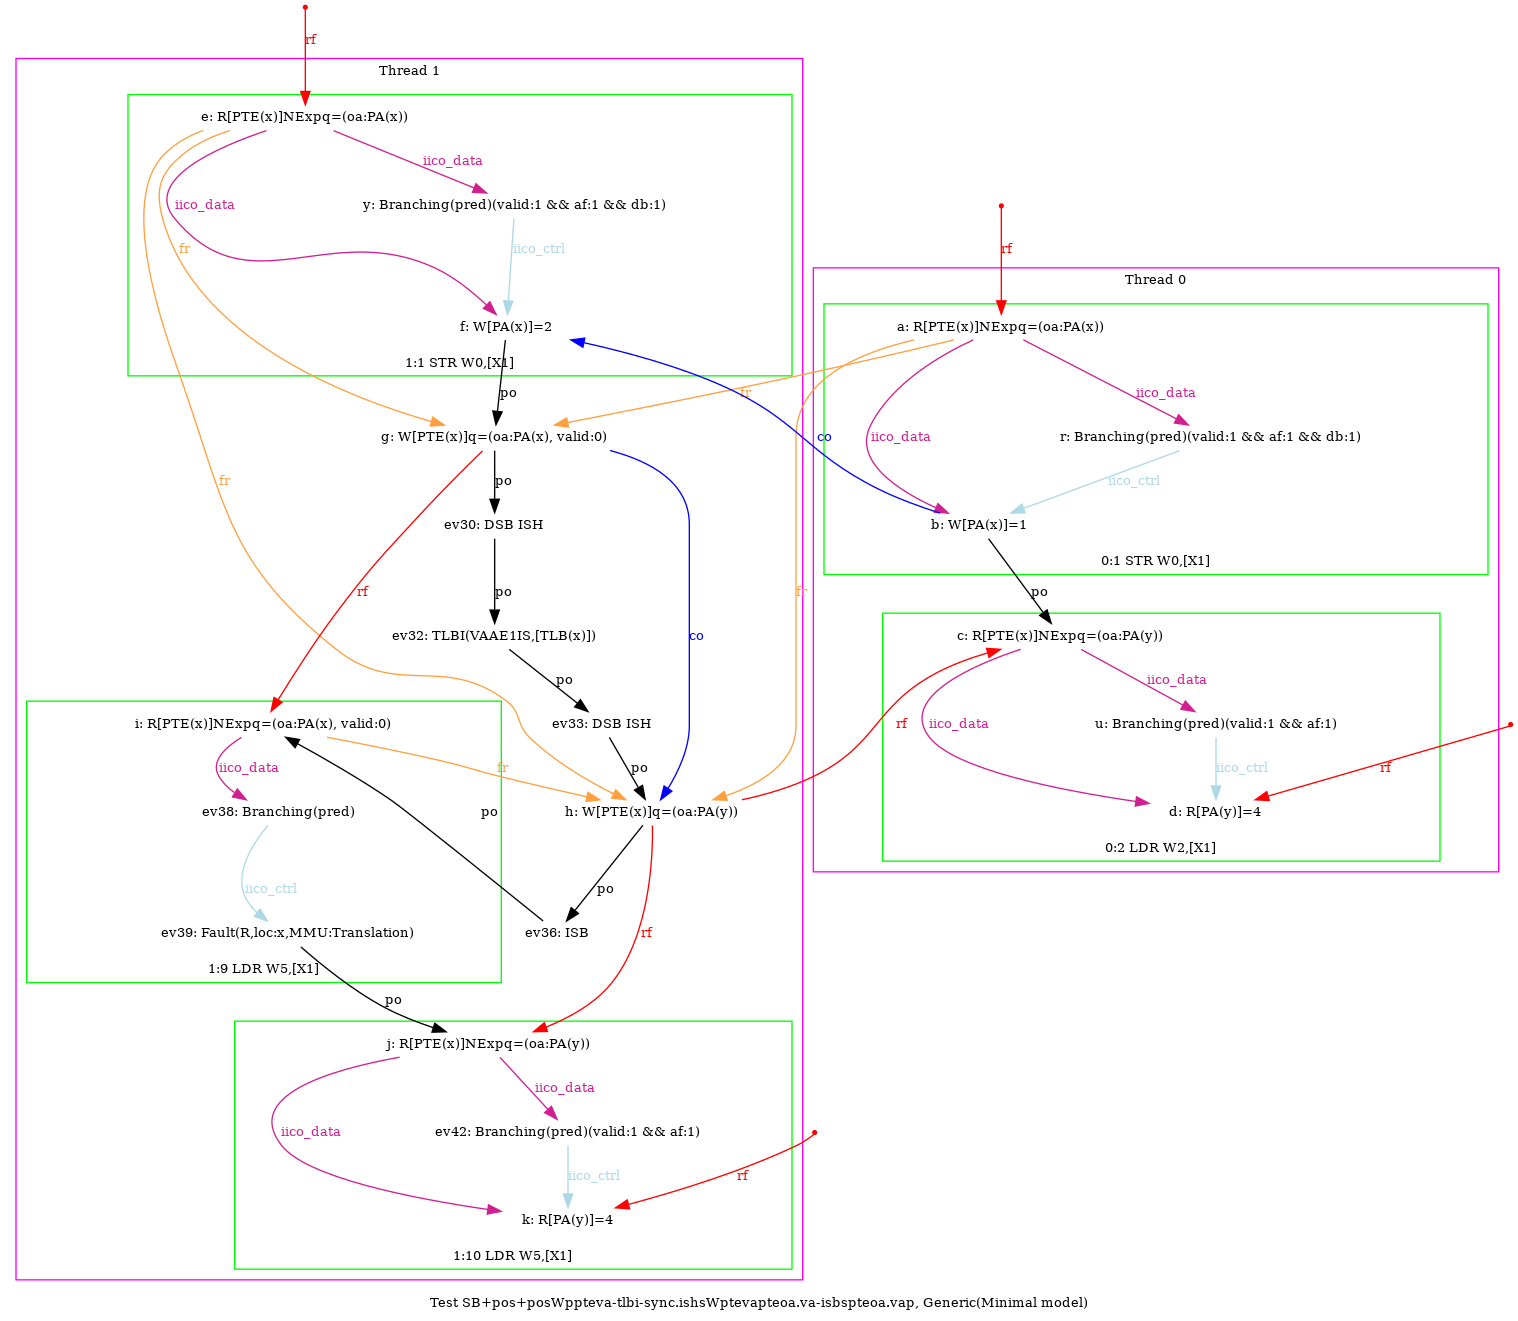 rf
Thread 1
e: R[PTE(x)]NExpq=(oa:PA(x))
iico_data
y: Branching(pred)(valid:1 && af:1 && db:1)
iico_data
rf
fr
iico_ctrl
Thread 0
f: W[PA(x)]=2
a: R[PTE(x)]NExpq=(oa:PA(x))
1:1 STR W0,[X1]
po
fr
iico_data
g: W[PTE(x)]q=(oa:PA(x), valid:0)
co
iico_data
r: Branching(pred)(valid:1 && af:1 && db:1)
fr
po
iico_ctrl
ev30: DSB ISH
b: W[PA(x)]=1
0:1 STR W0,[X1]
rf
po
fr
po
ev32: TLBI(VAAE1IS,[TLB(x)])
co
c: R[PTE(x)]NExpq=(oa:PA(y))
po
iico_data
i: R[PTE(x)]NExpq=(oa:PA(x), valid:0)
ev33: DSB ISH
rf
iico_data
u: Branching(pred)(valid:1 && af:1)
iico_data
fr
po
iico_ctrl
rf
ev38: Branching(pred)
po
h: W[PTE(x)]q=(oa:PA(y))
d: R[PA(y)]=4
0:2 LDR W2,[X1]
iico_ctrl
po
ev39: Fault(R,loc:x,MMU:Translation)
ev36: ISB
rf
1:9 LDR W5,[X1]
po
j: R[PTE(x)]NExpq=(oa:PA(y))
iico_data
iico_data
ev42: Branching(pred)(valid:1 && af:1)
iico_ctrl
rf
k: R[PA(y)]=4
1:10 LDR W5,[X1]
Test SB+pos+posWppteva-tlbi-sync.ishsWptevapteoa.va-isbspteoa.vap, Generic(Minimal model)